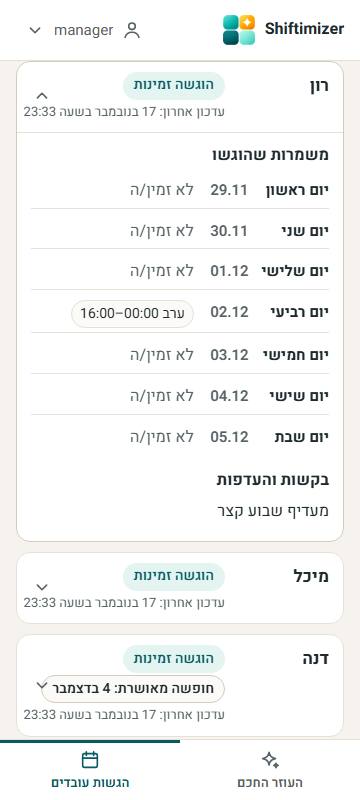 Shiftimizer
manager
רון
הוגשה זמינות
עדכון אחרון: 17 בנובמבר בשעה 23:33
משמרות שהוגשו
יום ראשון 29.11 לא זמין/ה
יום שני 30.11 לא זמין/ה
יום שלישי 01.12 לא זמין/ה
יום רביעי 02.12 ערב 16:00–00:00
יום חמישי 03.12 לא זמין/ה
יום שישי 04.12 לא זמין/ה
יום שבת 05.12 לא זמין/ה
בקשות והעדפות
מעדיף שבוע קצר
מיכל
הוגשה זמינות
עדכון אחרון: 17 בנובמבר בשעה 23:33
דנה
הוגשה זמינות
חופשה מאושרת: 4 בדצמבר
עדכון אחרון: 17 בנובמבר בשעה 23:33
העוזר החכם
הגשות עובדים